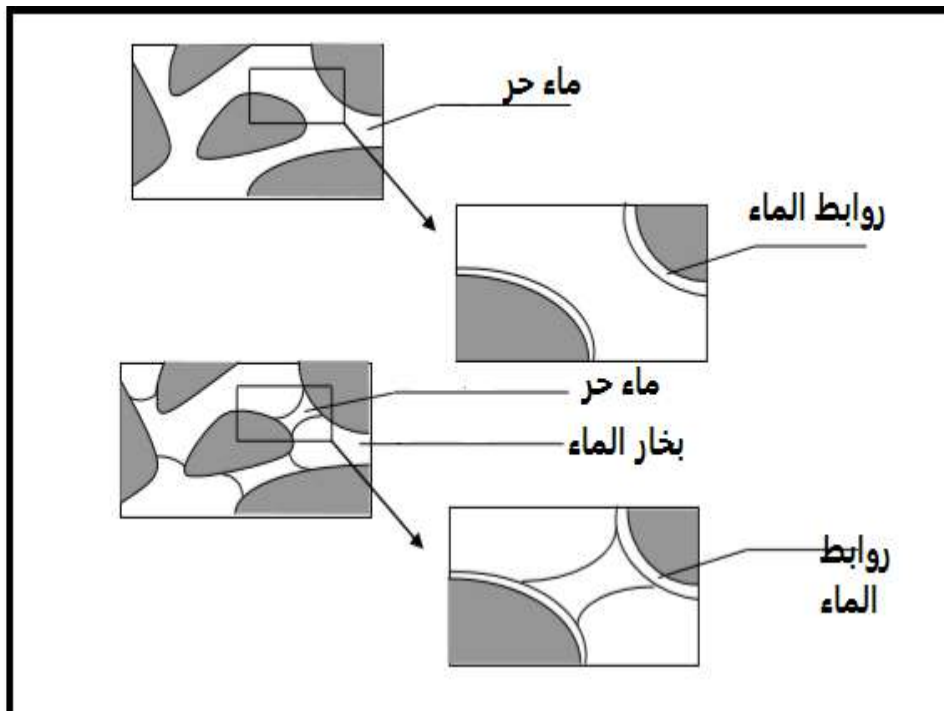 ماء حر
روابط الماء
ماء حر
بخار الماء
روابط
الماء